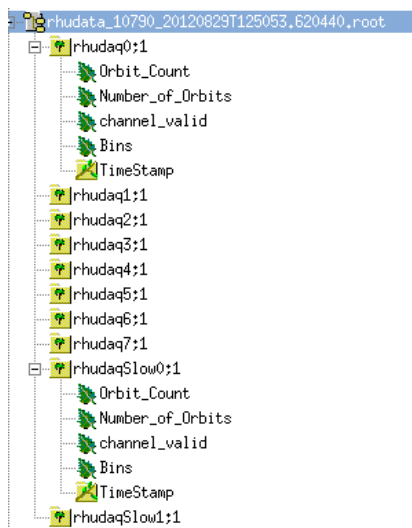 rhudata_10790_20120829T125053.620440.root
rhudaq0;1
Orbit_Count
Number_of_Orbits
channel_valid
Bins
TimeStamp
rhudaq1;1
rhudaq2;1
rhudaq3;1
rhudaq4;1
rhudaq5;1
rhudaq6;1
rhudaq7;1
rhudaqSlow0;1
Orbit_Count
Number_of_Orbits
channel_valid
Bins
TimeStamp
rhudaqSlow1;1